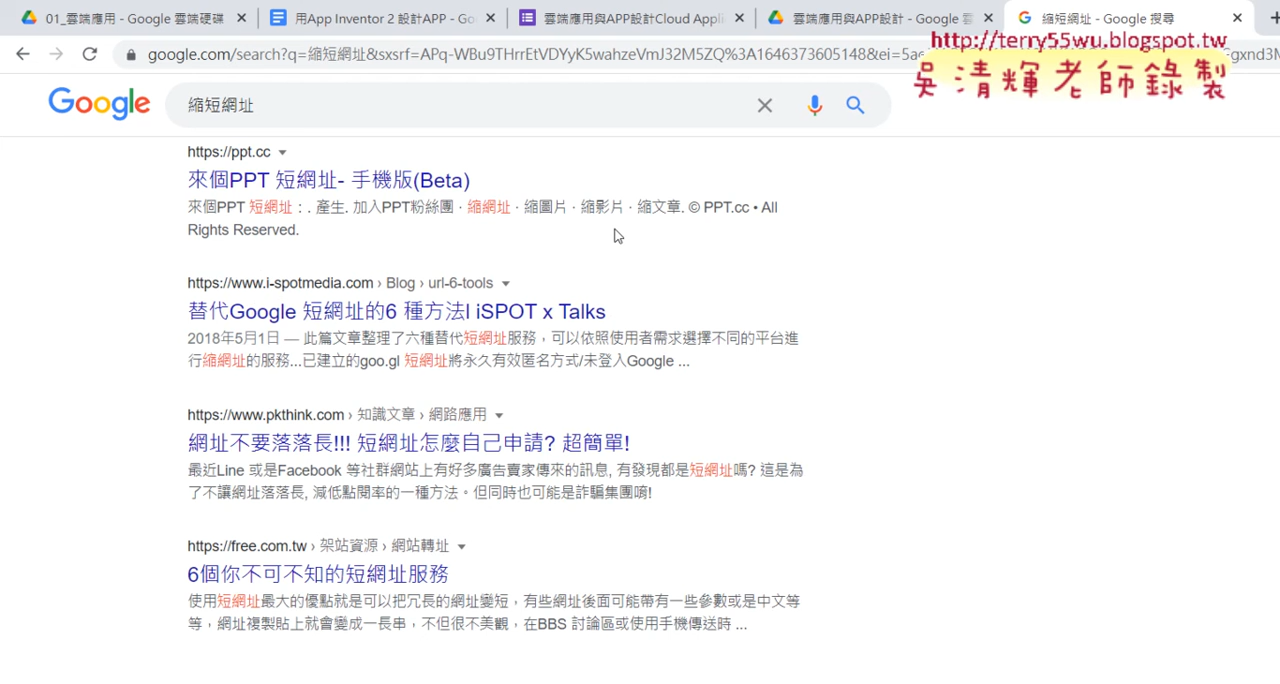 01_雲端應用 - Google 雲端硬碟
用App Inventor 2 設計APP - Go
雲端應用與APP設計Cloud Appli
雲端應用與APP設計 - Google 雲
縮短網址 - Google 搜尋
google.com/search?q=縮短網址&sxsrf=APq-WBu9THrrEtVDYyK5wahzeVmJ32M5ZQ%3A1646373605148&ei=5ae
http://terry55wu.blogspot.tw
吳清輝老師錄製
Google
縮短網址
https://ppt.cc
來個PPT 短網址- 手機版(Beta)
來個PPT 短網址 : . 產生. 加入PPT粉絲團 · 縮網址 · 縮圖片 · 縮影片 · 縮文章. © PPT.cc • All
Rights Reserved.
https://www.i-spotmedia.com › Blog › url-6-tools
替代Google 短網址的6 種方法| iSPOT x Talks
2018年5月1日 — 此篇文章整理了六種替代短網址服務，可以依照使用者需求選擇不同的平台進
行縮網址的服務...已建立的goo.gl 短網址將永久有效匿名方式/未登入Google ...
https://www.pkthink.com › 知識文章 › 網路應用
網址不要落落長!!! 短網址怎麼自己申請? 超簡單!
最近Line 或是Facebook 等社群網站上有好多廣告賣家傳來的訊息, 有發現都是短網址嗎? 這是為
了不讓網址落落長, 減低點閱率的一種方法。但同時也可能是詐騙集團唷!
https://free.com.tw › 架站資源 › 網站轉址
6個你不可不知的短網址服務
使用短網址最大的優點就是可以把冗長的網址變短，有些網址後面可能帶有一些參數或是中文等
等，網址複製貼上就會變成一長串，不但很不美觀，在BBS 討論區或使用手機傳送時 ...